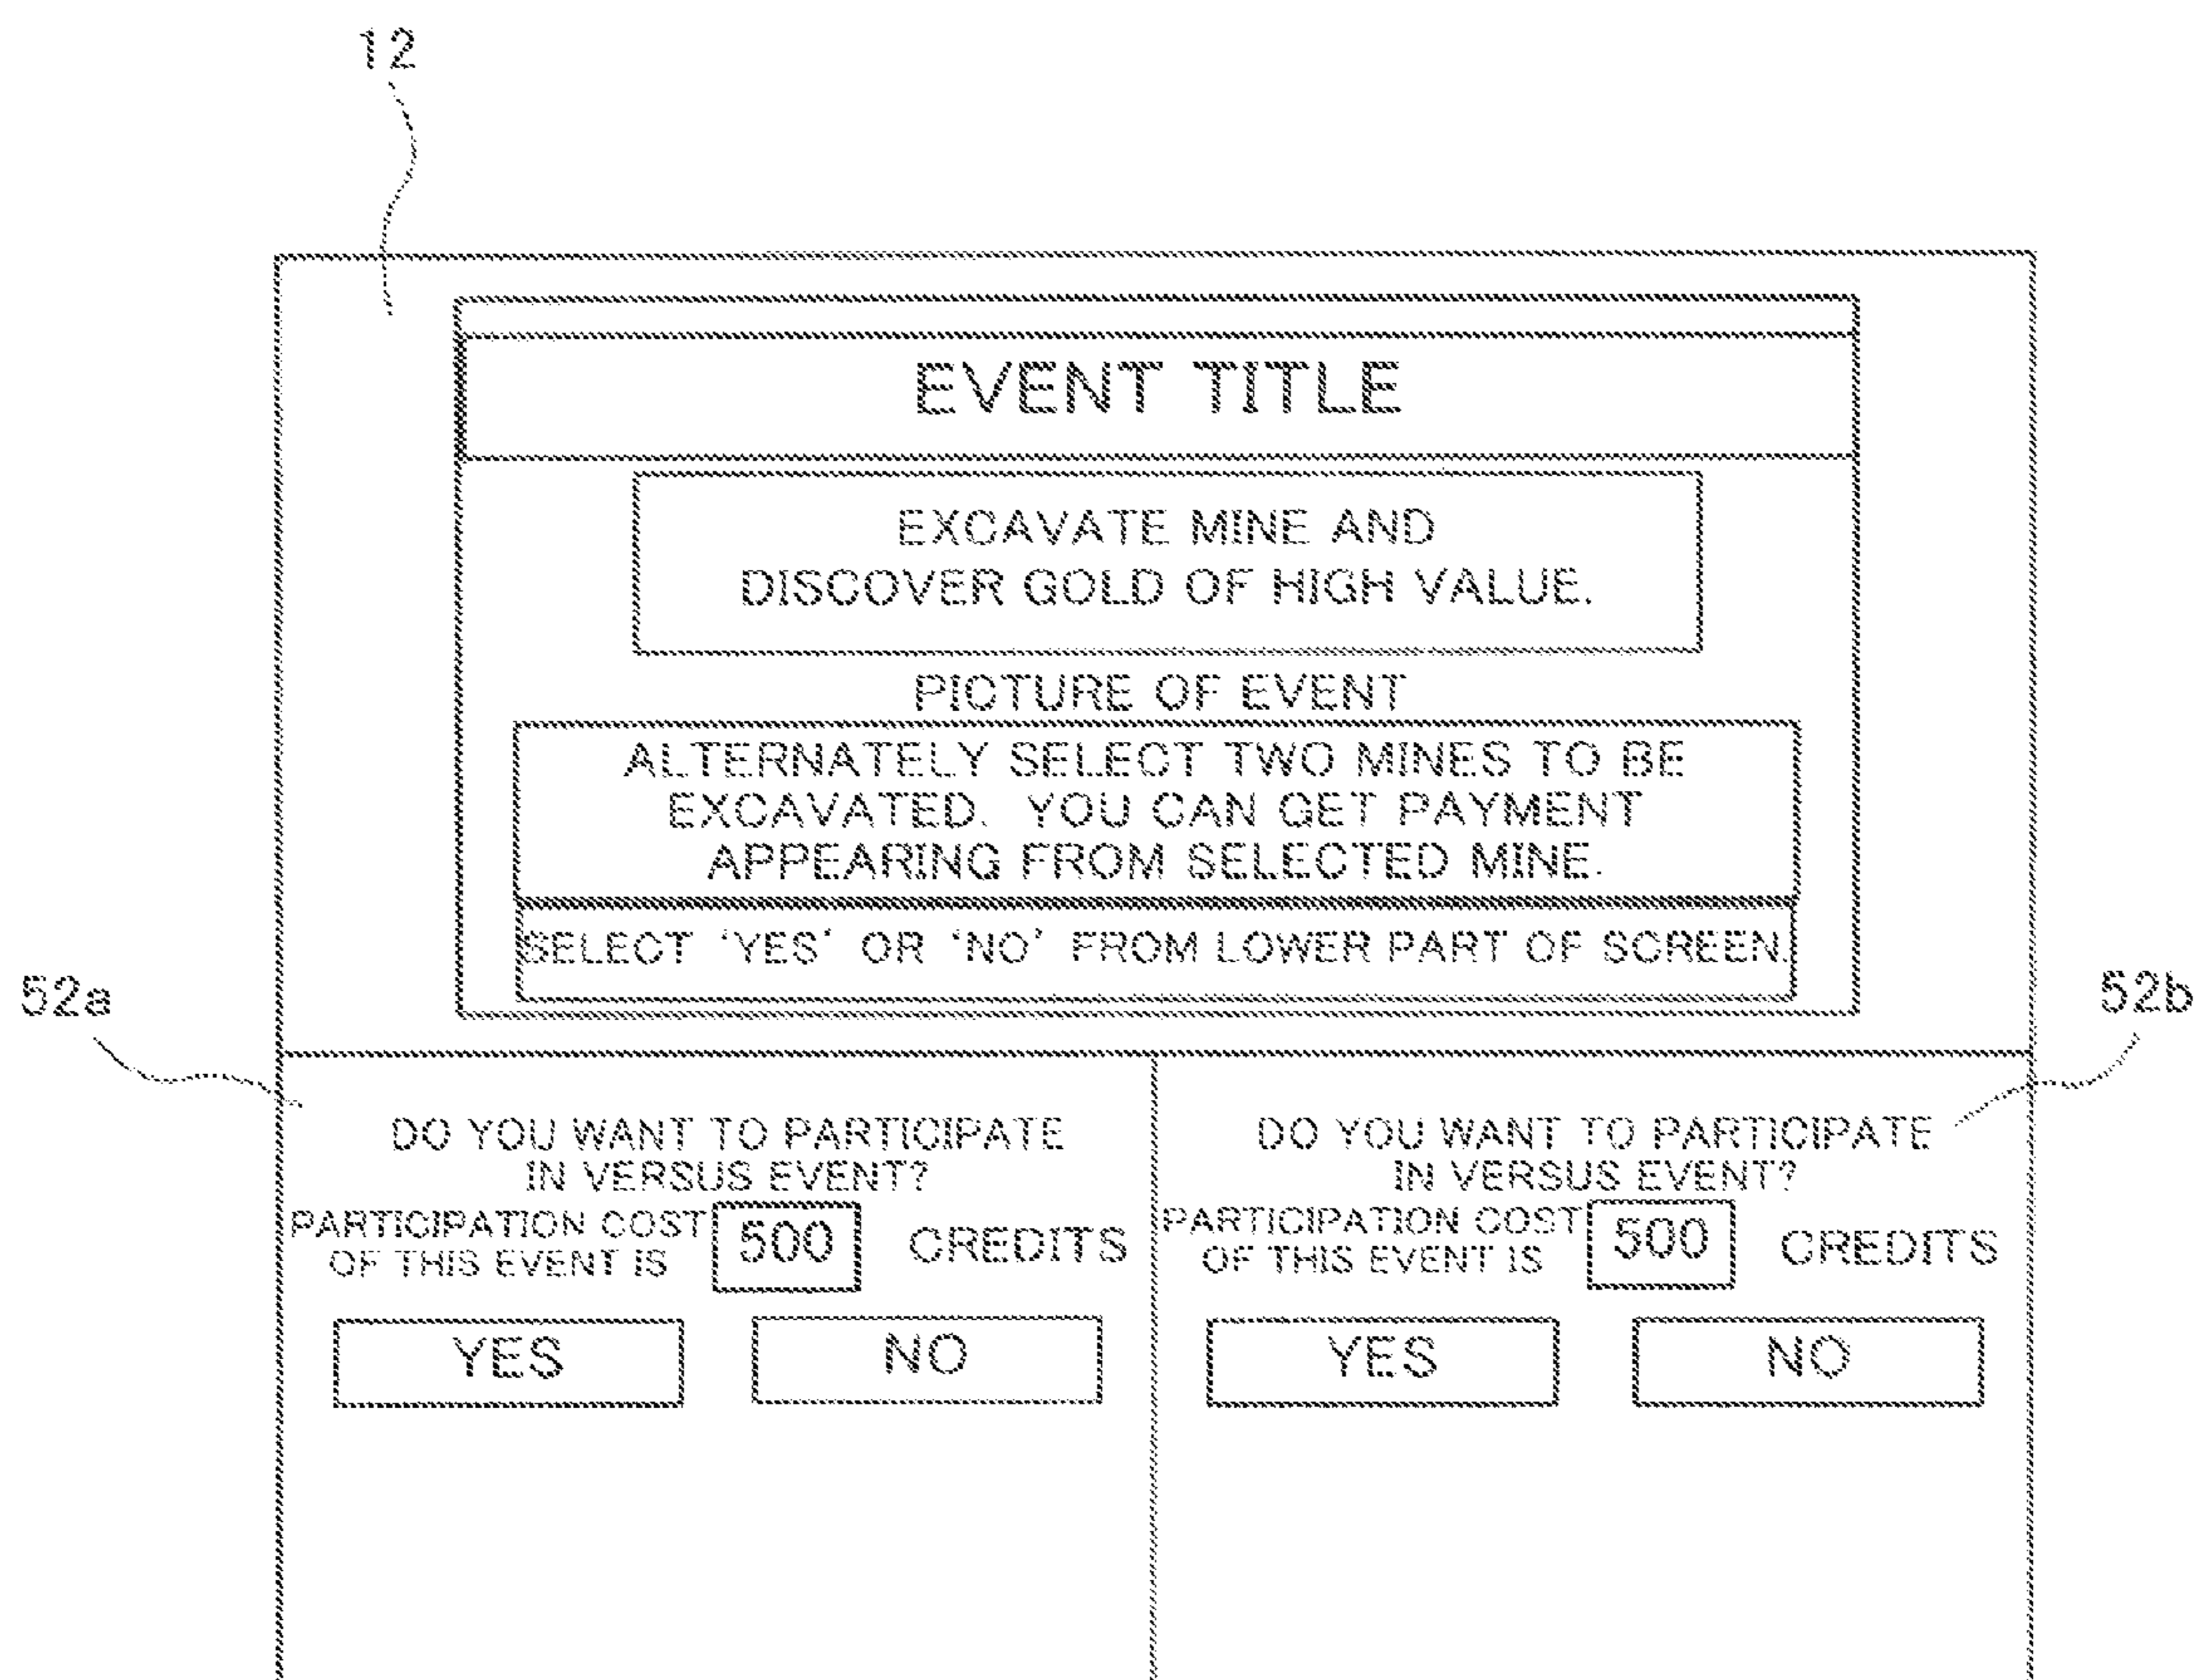 12
EVENT TITLE
EXCAVATE MINE AND
DISCOVER GOLD OF HIGH VALUE.
PICTURE OF EVENT
ALTERNATELY SELECT TWO MINES TO BE
EXCAVATED. YOU CAN GET PAYMENT
APPEARING FROM SELECTED MINE.
SELECT 'YES' OR 'NO' FROM LOWER PART OF SCREEN.
52a
52b
DO YOU WANT TO PARTICIPATE
IN VERSUS EVENT?
PARTICIPATION COST
OF THIS EVENT IS
500
CREDITS
YES
NO
DO YOU WANT TO PARTICIPATE
IN VERSUS EVENT?
PARTICIPATION COST
OF THIS EVENT IS
500
CREDITS
YES
NO